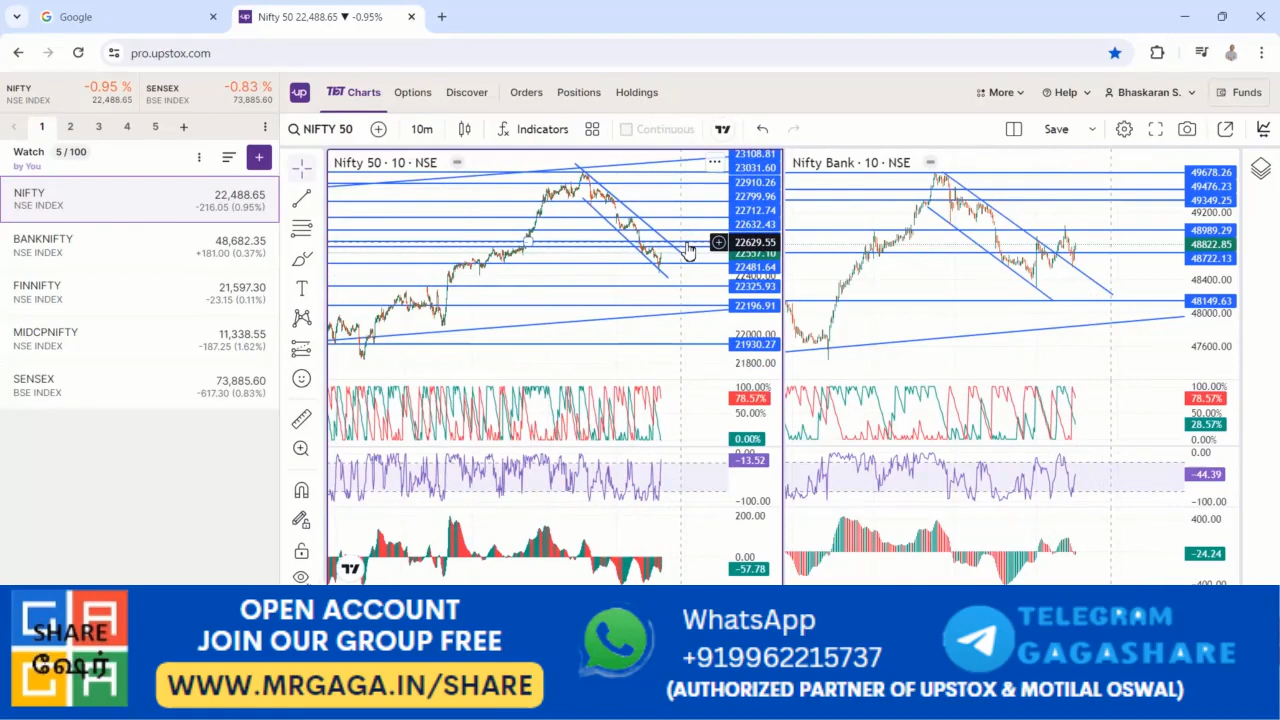 Google
Nifty 50 22,488.65 ▼ -0.95%
pro.upstox.com
NIFTY -0.95 %
NSE INDEX 22,488.65
SENSEX -0.83 %
BSE INDEX 73,885.60
up TBT Charts Options Discover Orders Positions Holdings More Help Bhaskaran S. Funds
1 2 3 4 5 +
NIFTY 50 10m Indicators Continuous Save
Watch 5 / 100
by You
NIFTY 22,488.65
NSE INDEX -216.05 (0.95%)
BANKNIFTY 48,682.35
NSE INDEX +181.00 (0.37%)
FINNIFTY 21,597.30
NSE INDEX -23.15 (0.11%)
MIDCPNIFTY 11,338.55
NSE INDEX -187.25 (1.62%)
SENSEX 73,885.60
BSE INDEX -617.30 (0.83%)
Nifty 50 · 10 · NSE
23108.81
23031.60
22910.26
22799.96
22712.74
22632.43
22629.55
22557.10
22481.64
22400.00
22325.93
22196.91
22000.00
21930.27
21800.00
100.00%
78.57%
50.00%
0.00%
0.00
−13.52
−100.00
200.00
0.00
−57.78
Nifty Bank · 10 · NSE
49678.26
49476.23
49349.25
49200.00
48989.29
48822.85
48722.13
48400.00
48149.63
48000.00
47600.00
100.00%
78.57%
50.00%
28.57%
0.00%
0.00
−44.39
−100.00
400.00
−24.24
−400.00
GAGA
SHARE
ஷேர்
OPEN ACCOUNT
JOIN OUR GROUP FREE
WWW.MRGAGA.IN/SHARE
WhatsApp
+919962215737
TELEGRAM
GAGASHARE
(AUTHORIZED PARTNER OF UPSTOX & MOTILAL OSWAL)